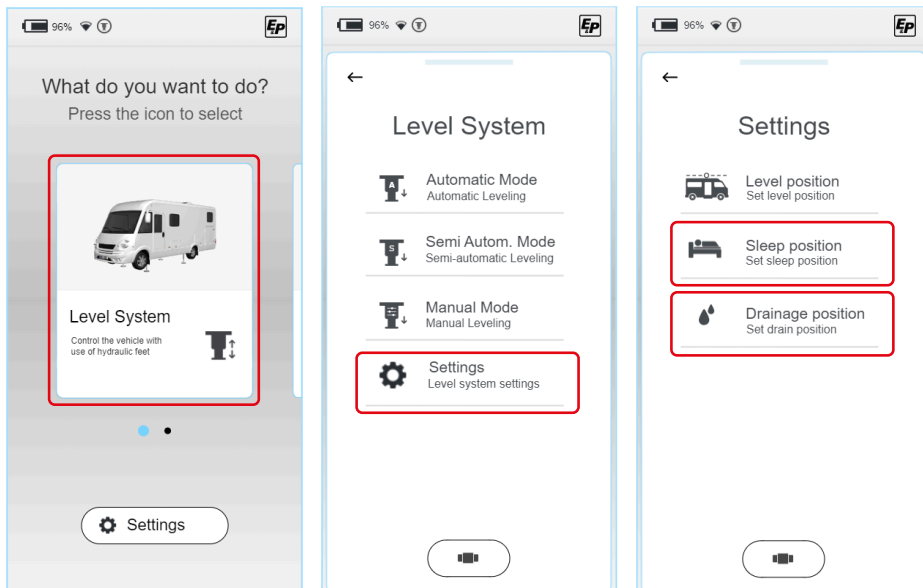 96%
E&P
What do you want to do?
Press the icon to select
Level System
Control the vehicle with
use of hydraulic feet
Settings
96%
E&P
Level System
A
Automatic Mode
Automatic Leveling
S
Semi Autom. Mode
Semi-automatic Leveling
Manual Mode
Manual Leveling
Settings
Level system settings
96%
E&P
Settings
Level position
Set level position
Sleep position
Set sleep position
Drainage position
Set drain position